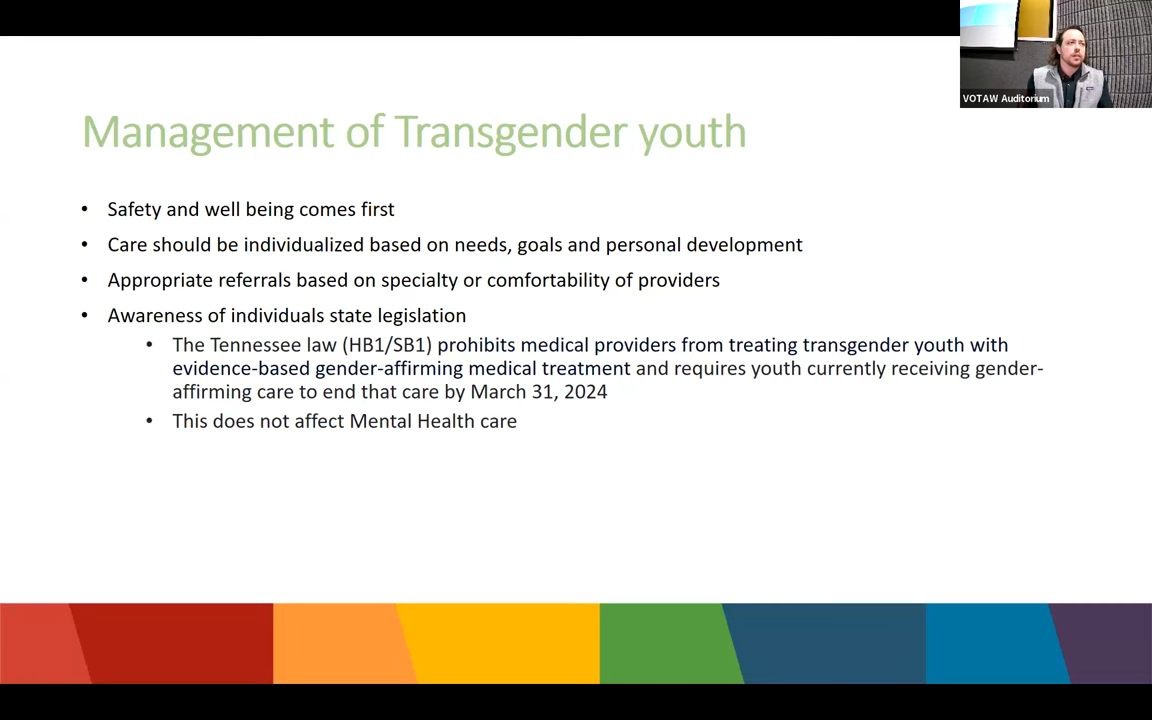 VOTAW Auditorium
Management of Transgender youth
• Safety and well being comes first
• Care should be individualized based on needs, goals and personal development
• Appropriate referrals based on specialty or comfortability of providers
• Awareness of individuals state legislation
• The Tennessee law (HB1/SB1) prohibits medical providers from treating transgender youth with
evidence-based gender-affirming medical treatment and requires youth currently receiving gender-
affirming care to end that care by March 31, 2024
• This does not affect Mental Health care